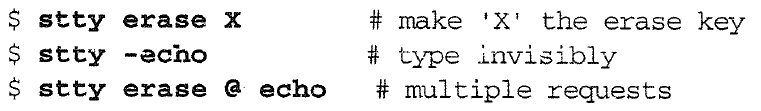 $ stty erase X # make 'X' the erase key
$ stty -echo # type invisibly
$ stty erase @ echo # multiple requests